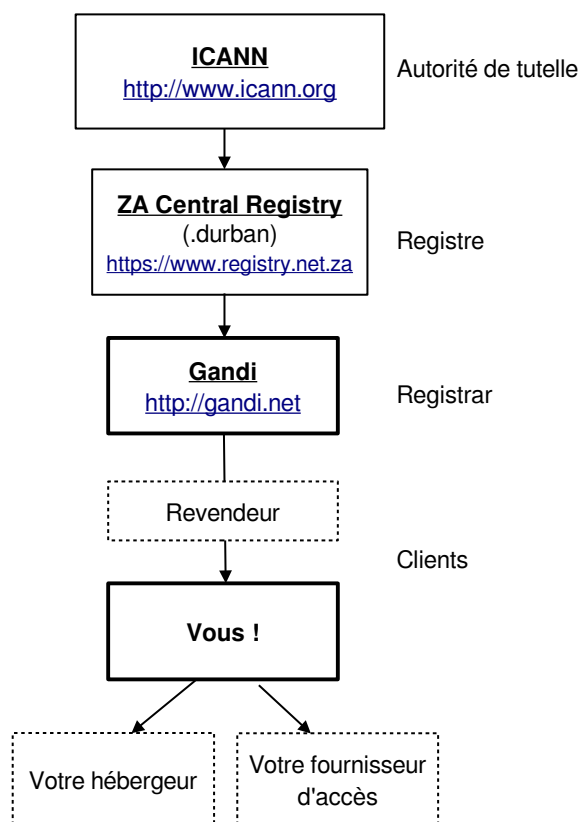 ICANN
http://www.icann.org
Autorité de tutelle
ZA Central Registry
(.durban)
https://www.registry.net.za
Registre
Gandi
http://gandi.net
Registrar
Revendeur
Clients
Vous !
Votre hébergeur
Votre fournisseur
d'accès